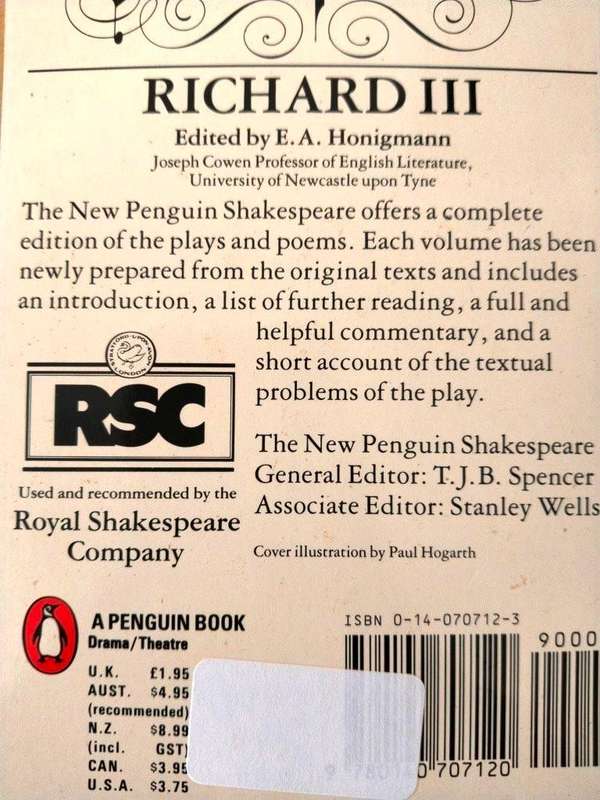 RICHARD III
Edited by E. A. Honigmann
Joseph Cowen Professor of English Literature,
University of Newcastle upon Tyne
The New Penguin Shakespeare offers a complete
edition of the plays and poems. Each volume has been
newly prepared from the original texts and includes
an introduction, a list of further reading, a full and
helpful commentary, and a
short account of the textual
problems of the play.
STRATFORD-UPON-AVON
LONDON
RSC
Used and recommended by the
Royal Shakespeare
Company
The New Penguin Shakespeare
General Editor: T. J. B. Spencer
Associate Editor: Stanley Wells
Cover illustration by Paul Hogarth
A PENGUIN BOOK
Drama/Theatre
U.K. £1.95
AUST. $4.95
(recommended)
N.Z. $8.99
(incl. GST)
CAN. $3.95
U.S.A. $3.75
ISBN 0-14-070712-3
9000
707120